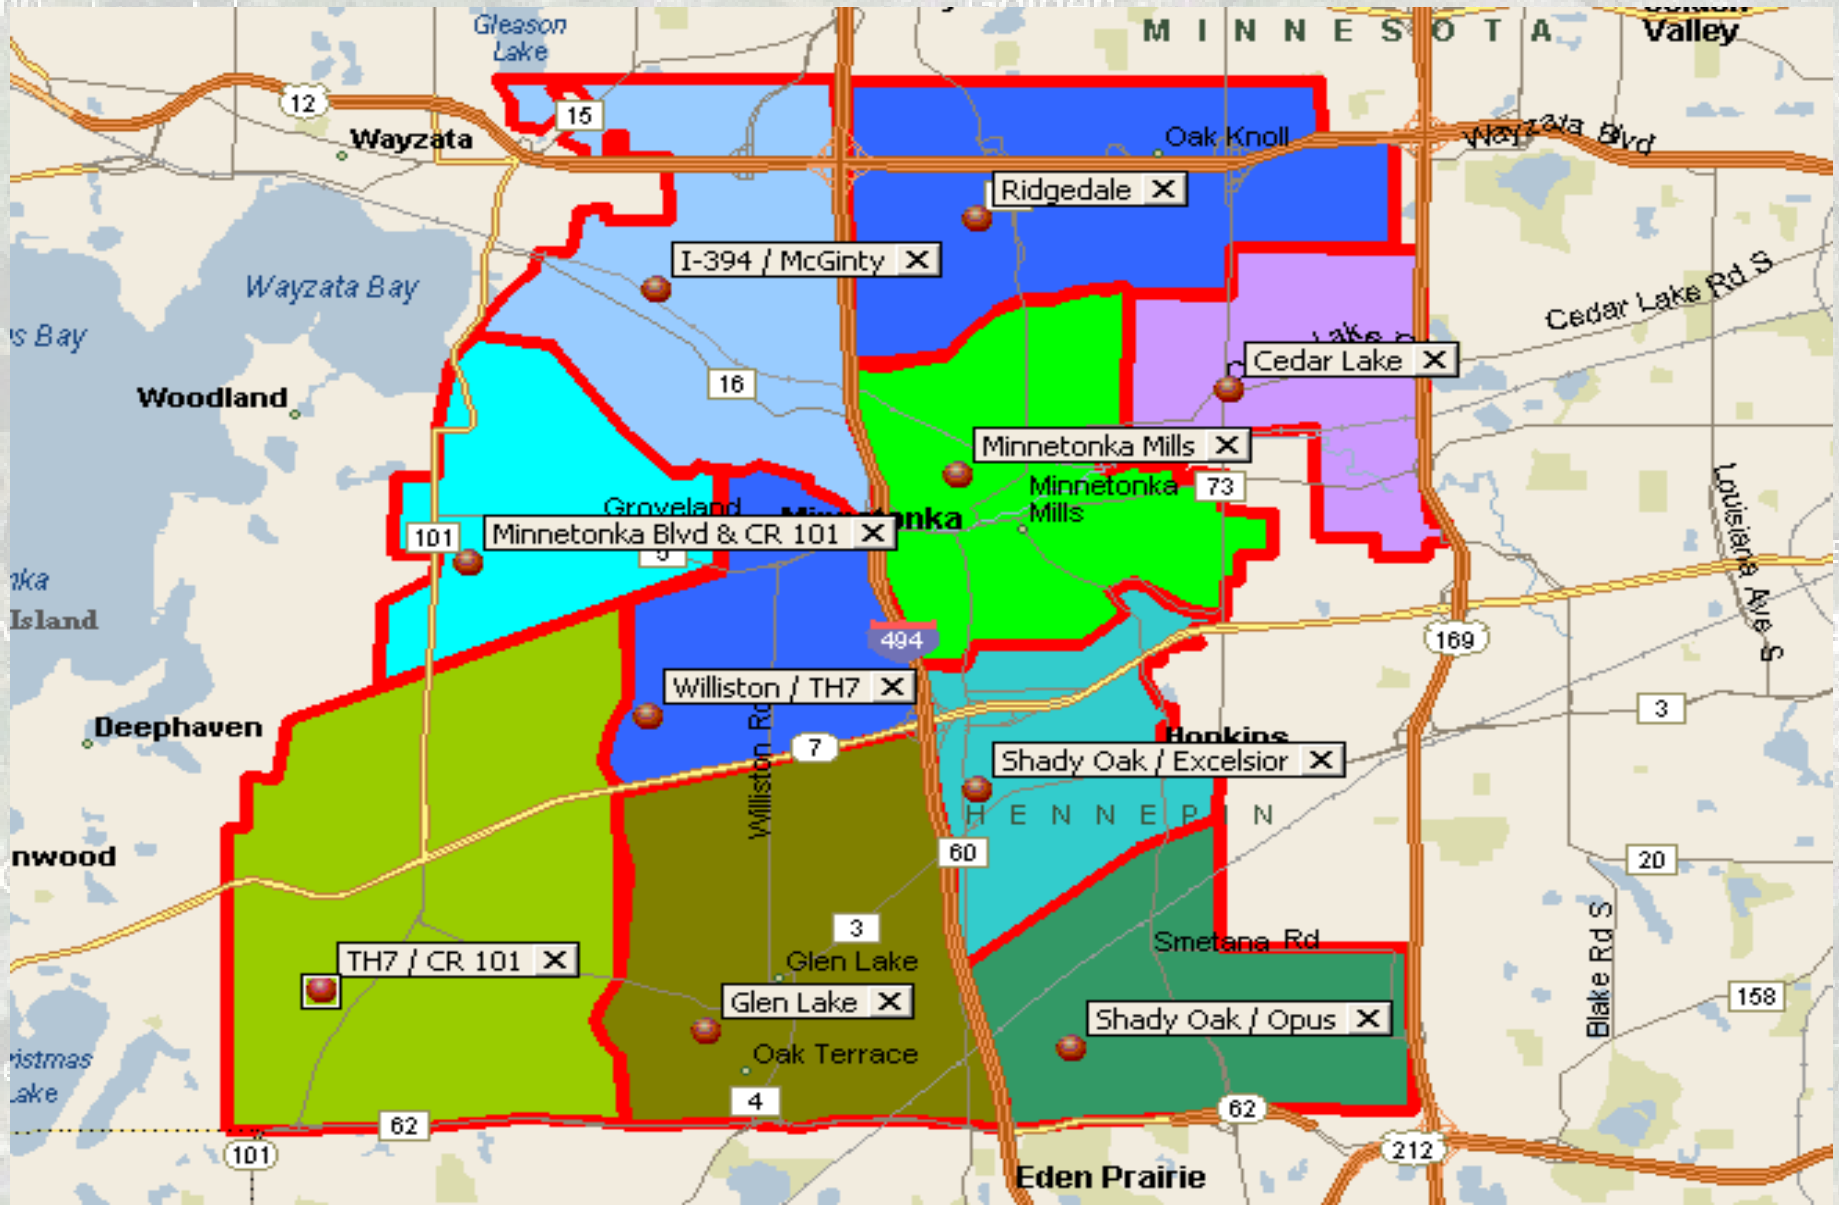 Gleason
Lake
MINNESOTA
Valley
12
15
Wayzata
Oak Knoll
Wayzata Blvd
Ridgedale
I-394 / McGinty
Wayzata Bay
s Bay
Cedar Lake Rd S
Lake
Cedar Lake
16
Woodland
Minnetonka Mills
Minnetonka
Mills
73
Groveland
101
Minnetonka Blvd & CR 101
5
Louisiana Ave S
nka
Island
494
169
Williston / TH7
Deephaven
Williston Rd
7
3
Hopkins
Shady Oak / Excelsior
HENNEPIN
nwood
60
20
3
Smetana Rd
Blake Rd S
TH7 / CR 101
Glen Lake
Glen Lake
158
Shady Oak / Opus
Oak Terrace
ristmas
ake
4
62
62
101
212
Eden Prairie